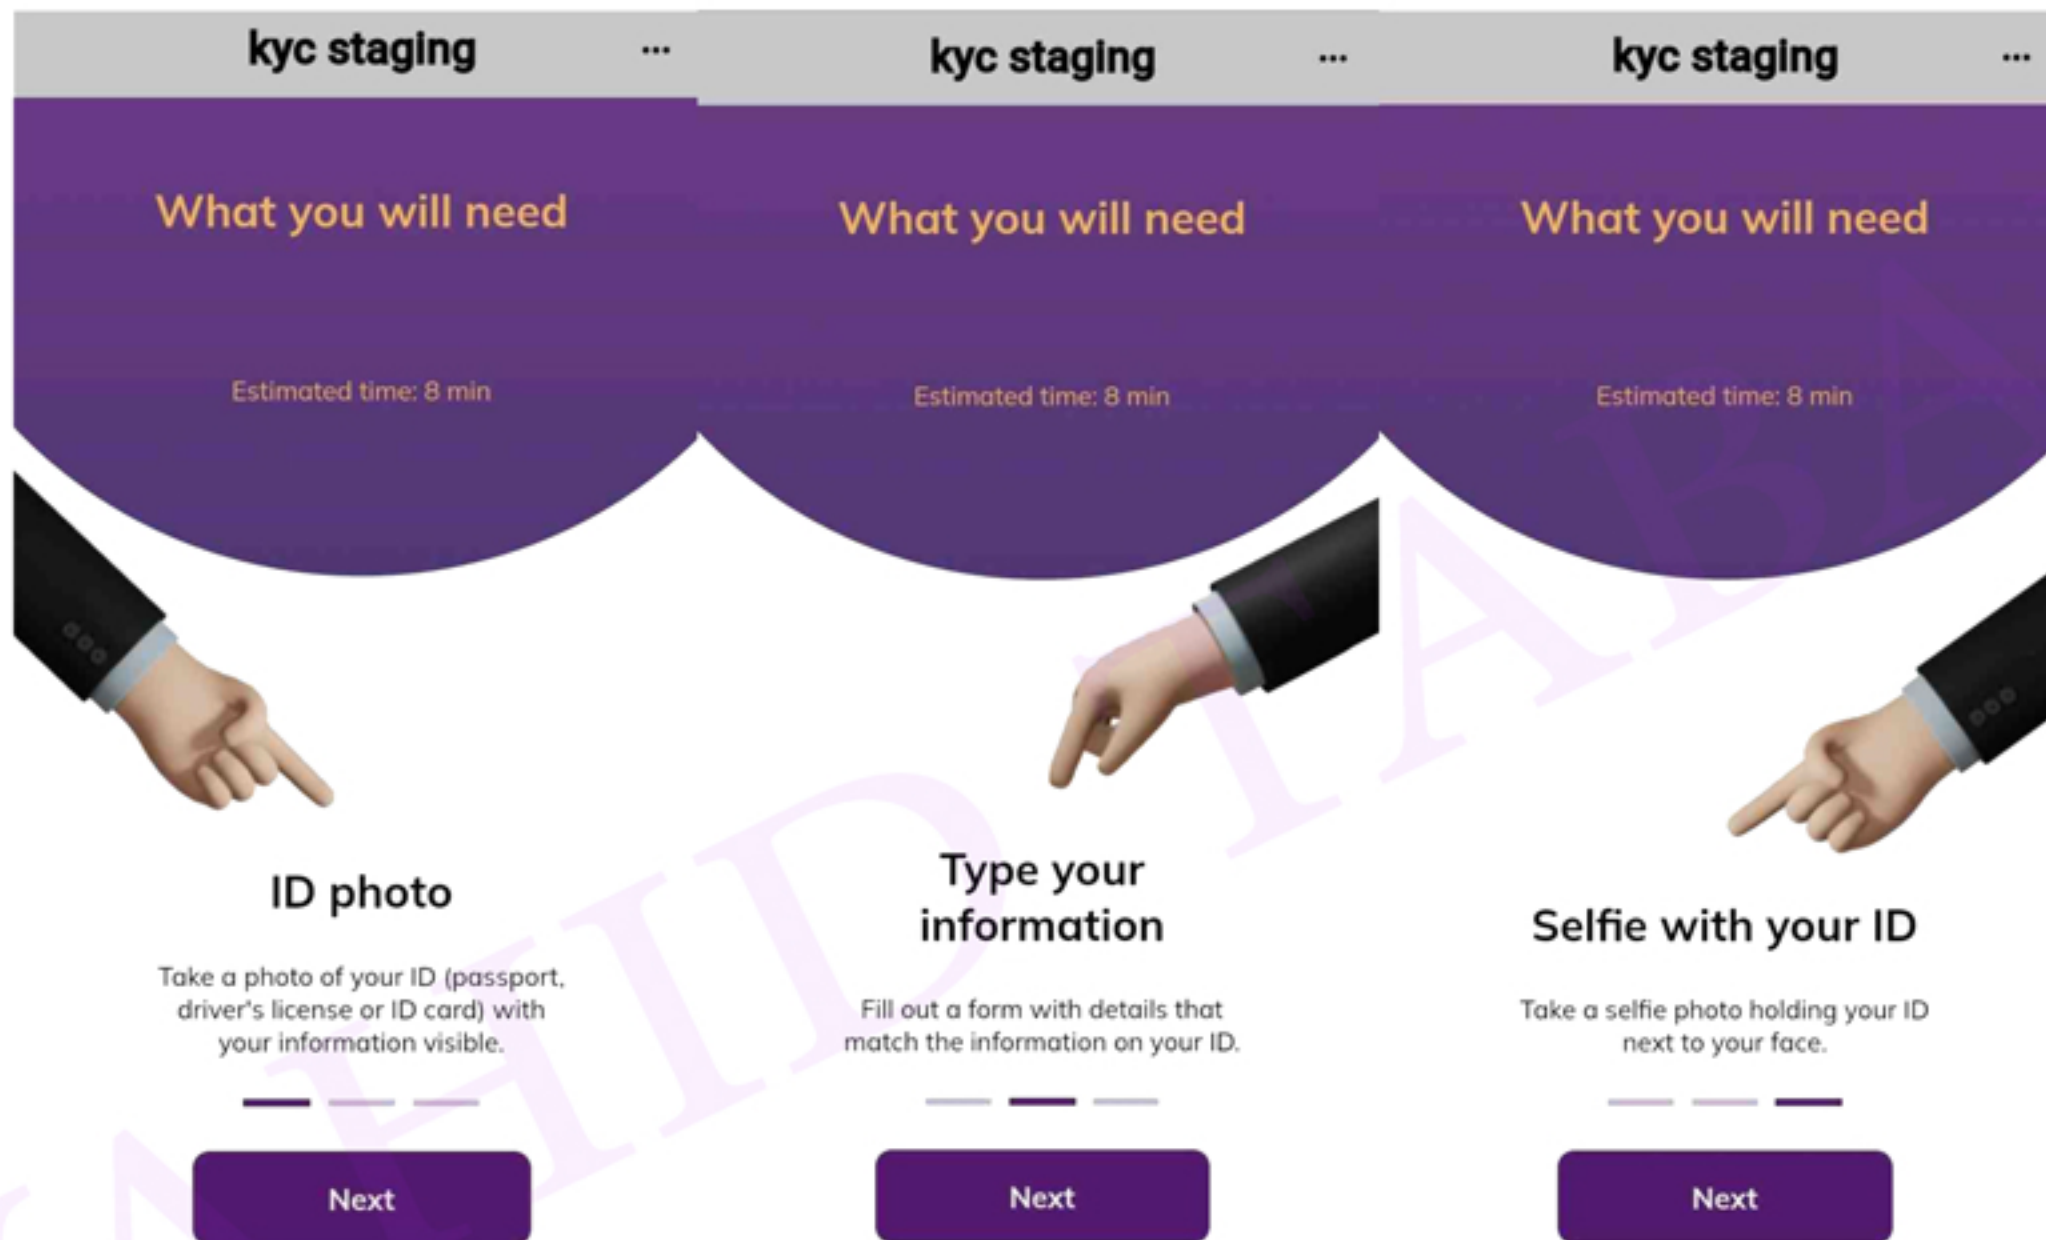 kyc staging
...
What you will need
Estimated time: 8 min
ID photo
Take a photo of your ID (passport,
driver's license or ID card) with
your information visible.
Next
kyc staging
...
What you will need
Estimated time: 8 min
Type your
information
Fill out a form with details that
match the information on your ID.
Next
kyc staging
...
What you will need
Estimated time: 8 min
Selfie with your ID
Take a selfie photo holding your ID
next to your face.
Next